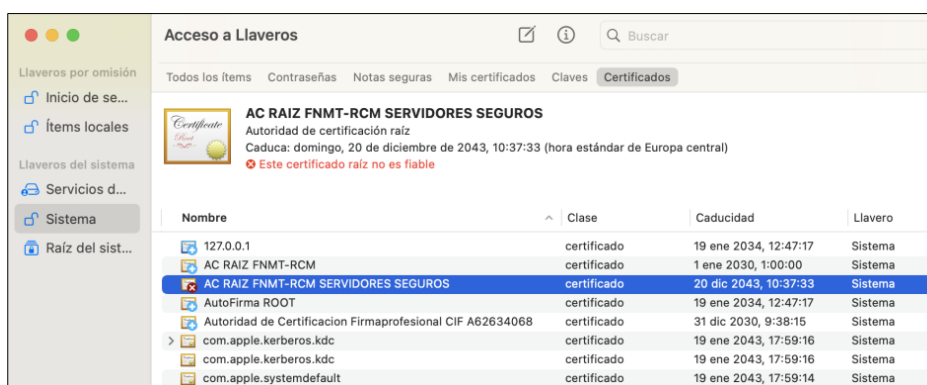 Acceso a Llaveros
Buscar
Llaveros por omisión
Inicio de se...
Ítems locales
Llaveros del sistema
Servicios d...
Sistema
Raíz del sist...
Todos los ítems Contraseñas Notas seguras Mis certificados Claves Certificados
Certificate
Root
AC RAIZ FNMT-RCM SERVIDORES SEGUROS
Autoridad de certificación raíz
Caduca: domingo, 20 de diciembre de 2043, 10:37:33 (hora estándar de Europa central)
Este certificado raíz no es fiable
Nombre Clase Caducidad Llavero
127.0.0.1 certificado 19 ene 2034, 12:47:17 Sistema
AC RAIZ FNMT-RCM certificado 1 ene 2030, 1:00:00 Sistema
AC RAIZ FNMT-RCM SERVIDORES SEGUROS certificado 20 dic 2043, 10:37:33 Sistema
AutoFirma ROOT certificado 19 ene 2034, 12:47:17 Sistema
Autoridad de Certificacion Firmaprofesional CIF A62634068 certificado 31 dic 2030, 9:38:15 Sistema
com.apple.kerberos.kdc certificado 19 ene 2043, 17:59:16 Sistema
com.apple.kerberos.kdc certificado 19 ene 2043, 17:59:16 Sistema
com.apple.systemdefault certificado 19 ene 2043, 17:59:14 Sistema